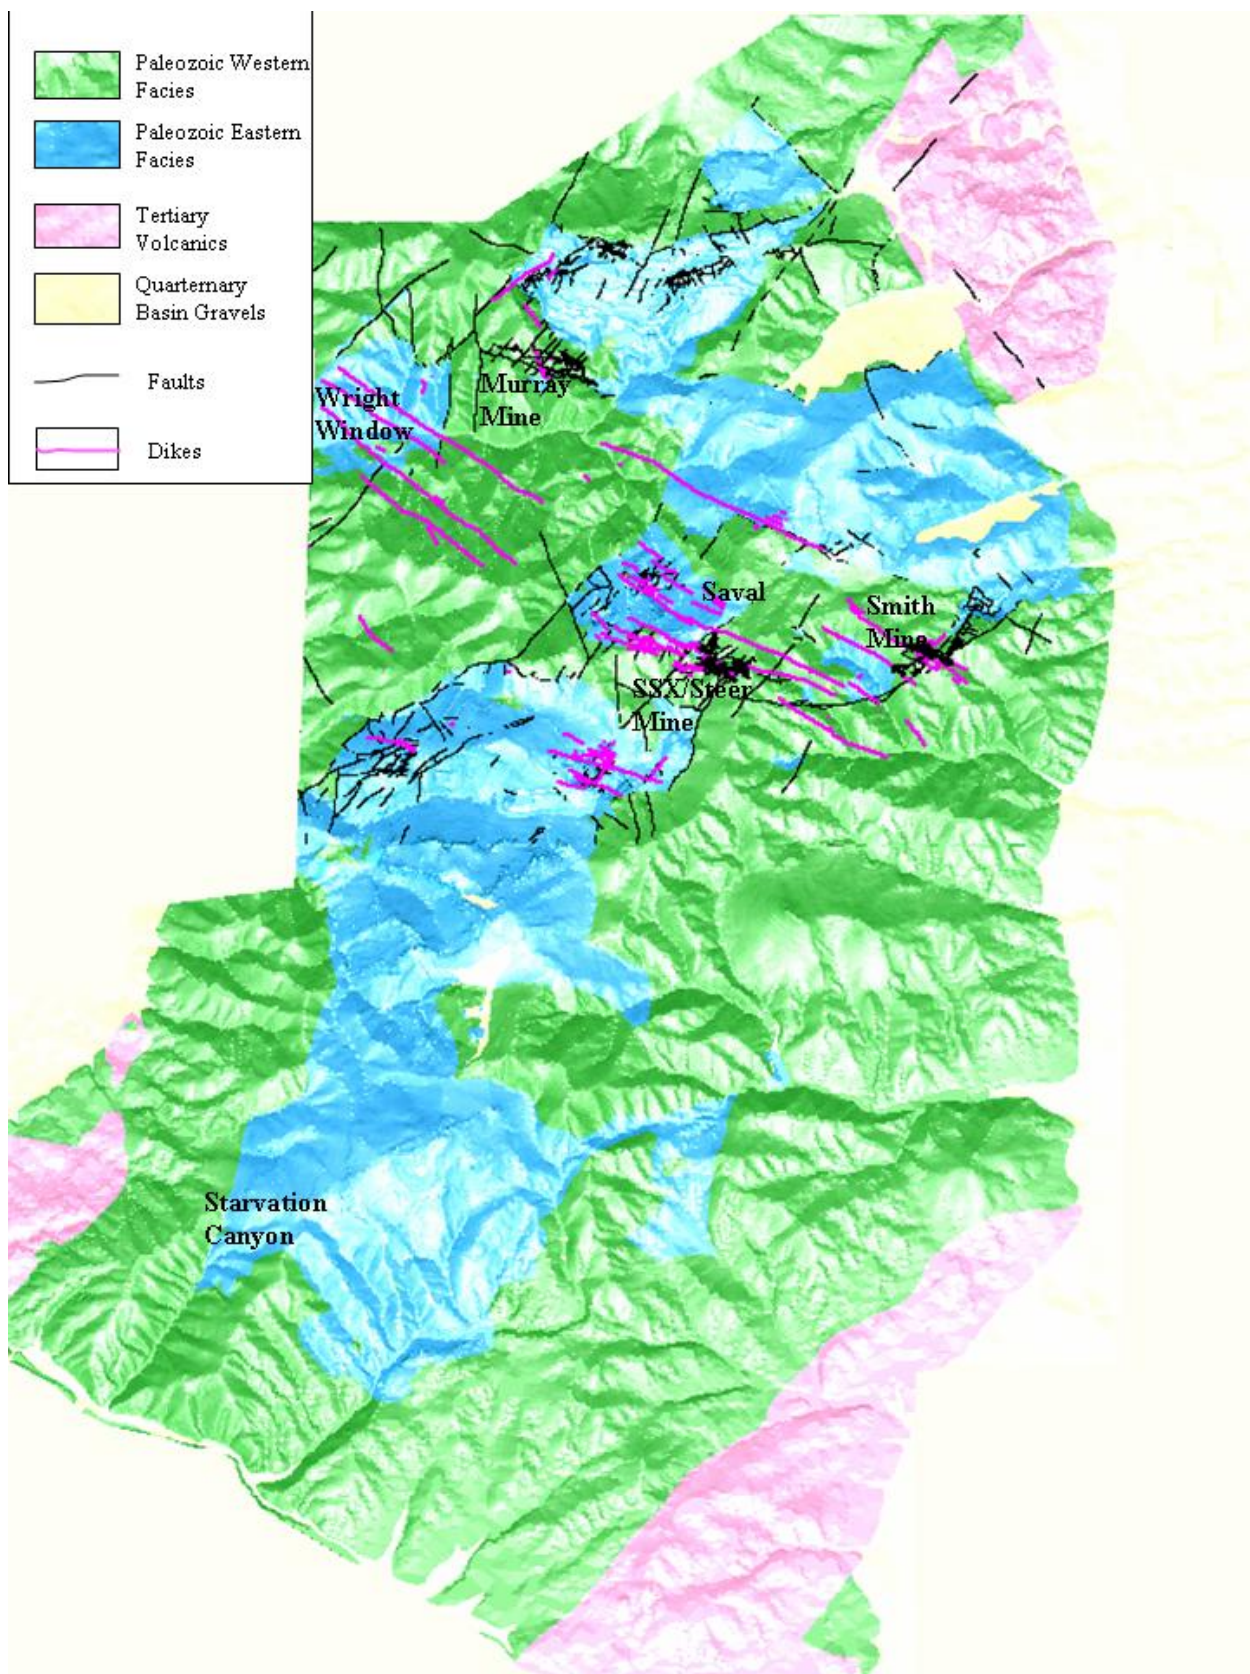 Paleozoic Western
Facies
Paleozoic Eastern
Facies
Tertiary
Volcanics
Quarternary
Basin Gravels
Faults
Dikes
Wright
Window
Murray
Mine
Saval
Smith
Mine
SSX/Steer
Mine
Starvation
Canyon